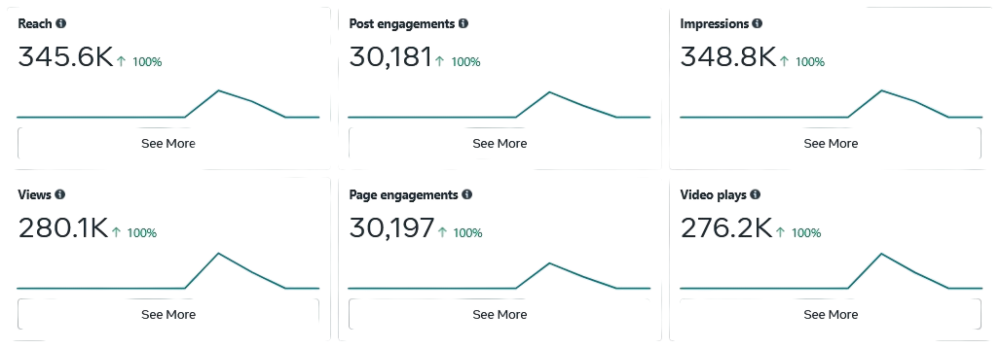 Reach
Post engagements
Impressions
345.6K ↑ 100%
30,181 ↑ 100%
348.8K ↑ 100%
See More
See More
See More
Views
Page engagements
Video plays
280.1K ↑ 100%
30,197 ↑ 100%
276.2K ↑ 100%
See More
See More
See More